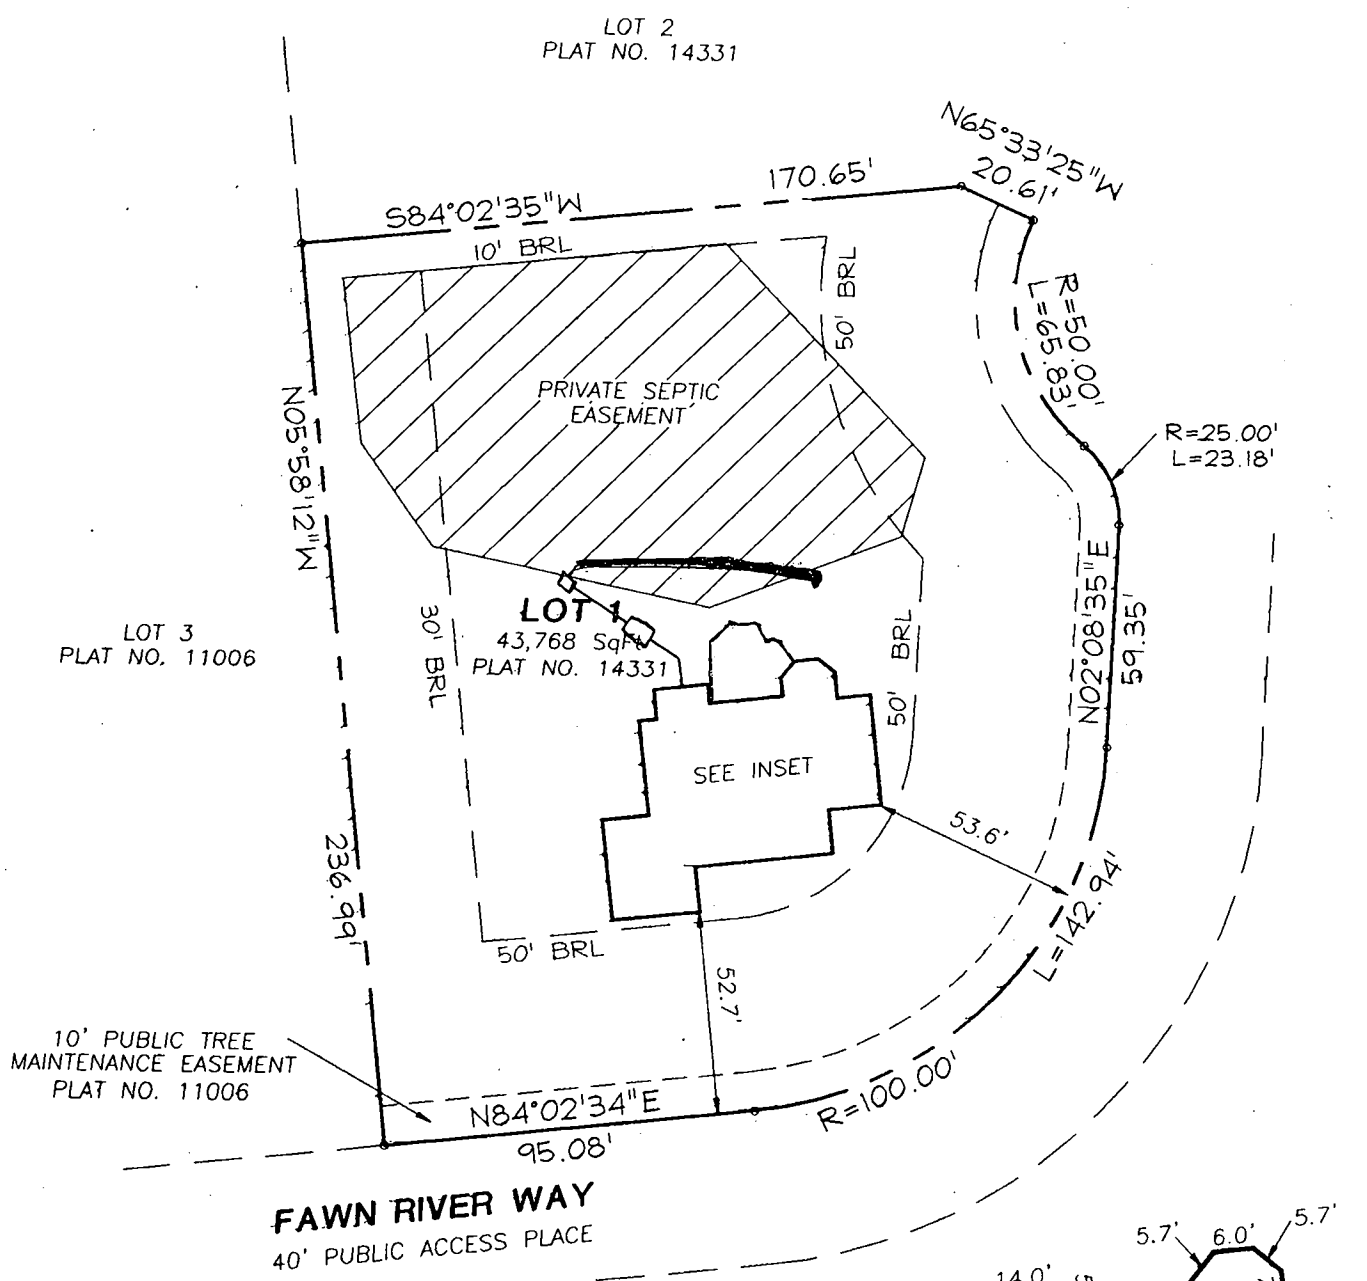 LOT 2
PLAT NO. 14331
N65°33'25"W
20.61'
170.65'
S84°02'35"W
10' BRL
50' BRL
R=50.00'
L=65.83'
PRIVATE SEPTIC
EASEMENT
R=25.00'
L=23.18'
N05°58'12"W
236.99'
N02°08'35"E
59.35'
LOT 3
PLAT NO. 11006
30' BRL
LOT 1
43,768 SqFt
PLAT NO. 14331
50' BRL
SEE INSET
53.6'
L=142.94'
50' BRL
52.7'
10' PUBLIC TREE
MAINTENANCE EASEMENT
PLAT NO. 11006
N84°02'34"E
95.08'
R=100.00'
FAWN RIVER WAY
40' PUBLIC ACCESS PLACE
5.7'
6.0'
5.7'
14.0'